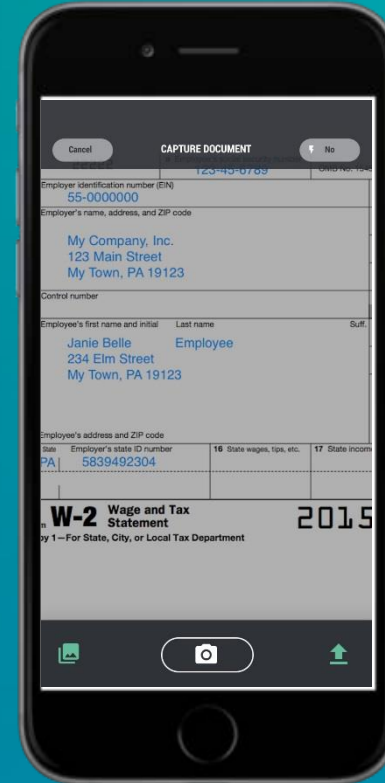 Cancel CAPTURE DOCUMENT No
123-45-6789
Employer identification number (EIN)
55-0000000
Employer's name, address, and ZIP code
My Company, Inc.
123 Main Street
My Town, PA 19123
Control number
Employee's first name and initial Last name Suff.
Janie Belle Employee
234 Elm Street
My Town, PA 19123
Employee's address and ZIP code
State Employer's state ID number 16 State wages, tips, etc. 17 State incom
PA 5839492304
W-2 Wage and Tax
Statement 2015
py 1—For State, City, or Local Tax Department